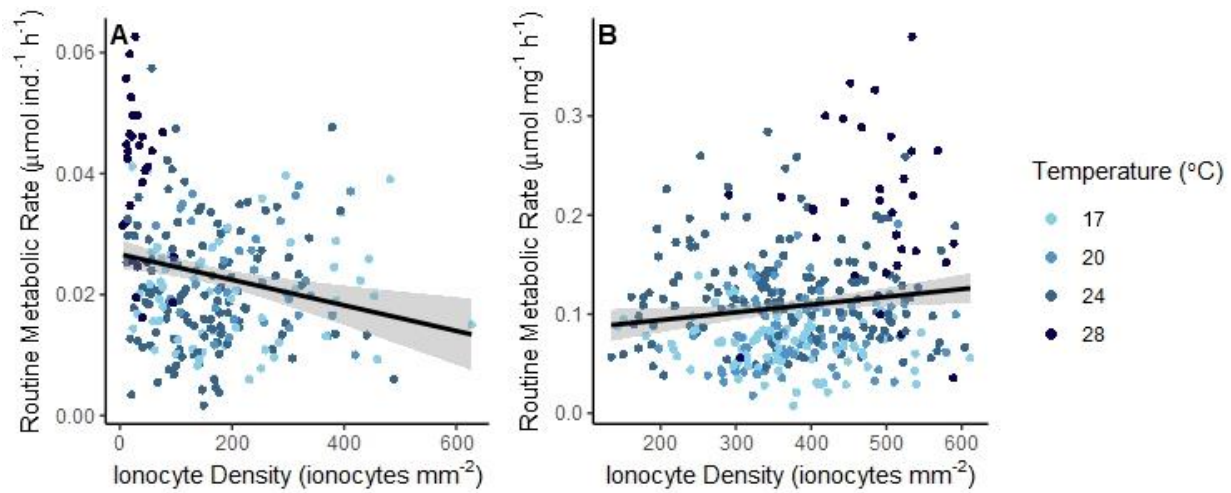 A
Routine Metabolic Rate (μmol ind.⁻¹ h⁻¹)
0.06
0.04
0.02
0.00
0 200 400 600
Ionocyte Density (ionocytes mm⁻²)
B
Routine Metabolic Rate (μmol mg⁻¹ h⁻¹)
0.3
0.2
0.1
0.0
200 300 400 500 600
Ionocyte Density (ionocytes mm⁻²)
Temperature (°C)
17
20
24
28